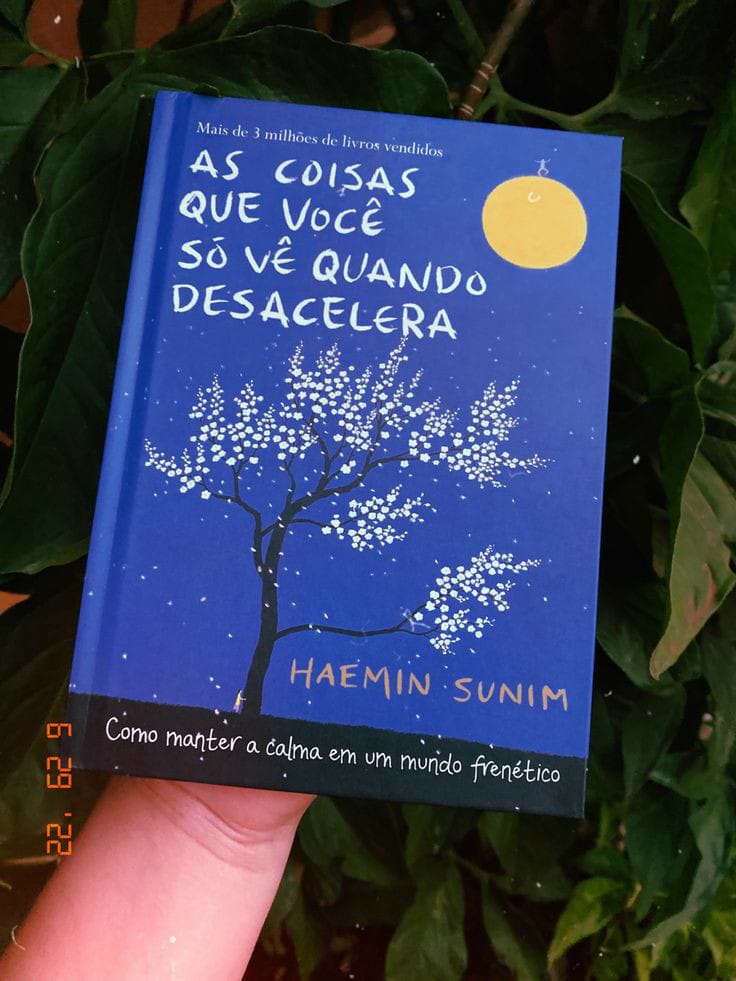 Mais de 3 milhões de livros vendidos
AS COISAS
QUE VOCÊ
SÓ VÊ QUANDO
DESACELERA
HAEMIN SUNIM
Como manter a calma em um mundo frenético
6 29 '22